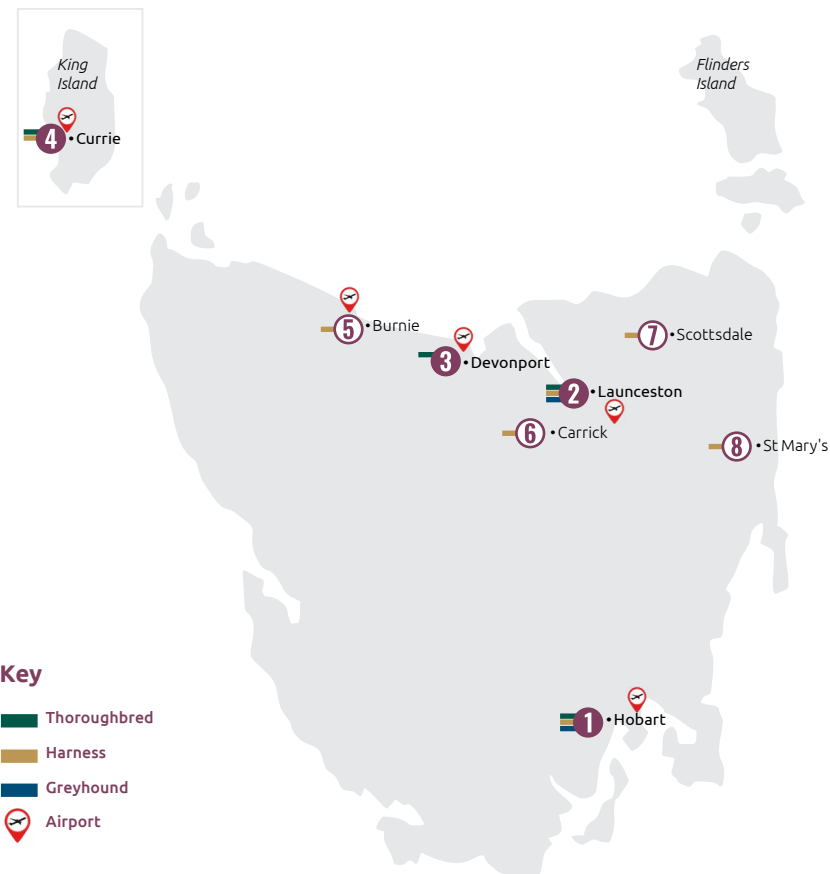 King
Island
Flinders
Island
4 •Currie
5 •Burnie
3 •Devonport
7 •Scottsdale
2 •Launceston
6 •Carrick
8 •St Mary's
Key
Thoroughbred
Harness
Greyhound
Airport
1 •Hobart